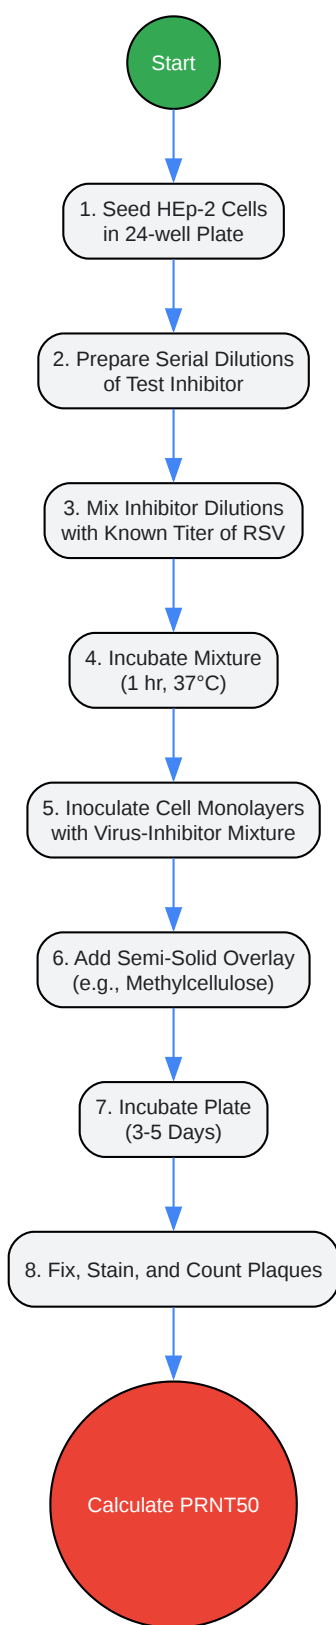 Start
1. Seed HEp-2 Cells
in 24-well Plate
2. Prepare Serial Dilutions
of Test Inhibitor
3. Mix Inhibitor Dilutions
with Known Titer of RSV
4. Incubate Mixture
(1 hr, 37°C)
5. Inoculate Cell Monolayers
with Virus-Inhibitor Mixture
6. Add Semi-Solid Overlay
(e.g., Methylcellulose)
7. Incubate Plate
(3-5 Days)
8. Fix, Stain, and Count Plaques
Calculate PRNT50